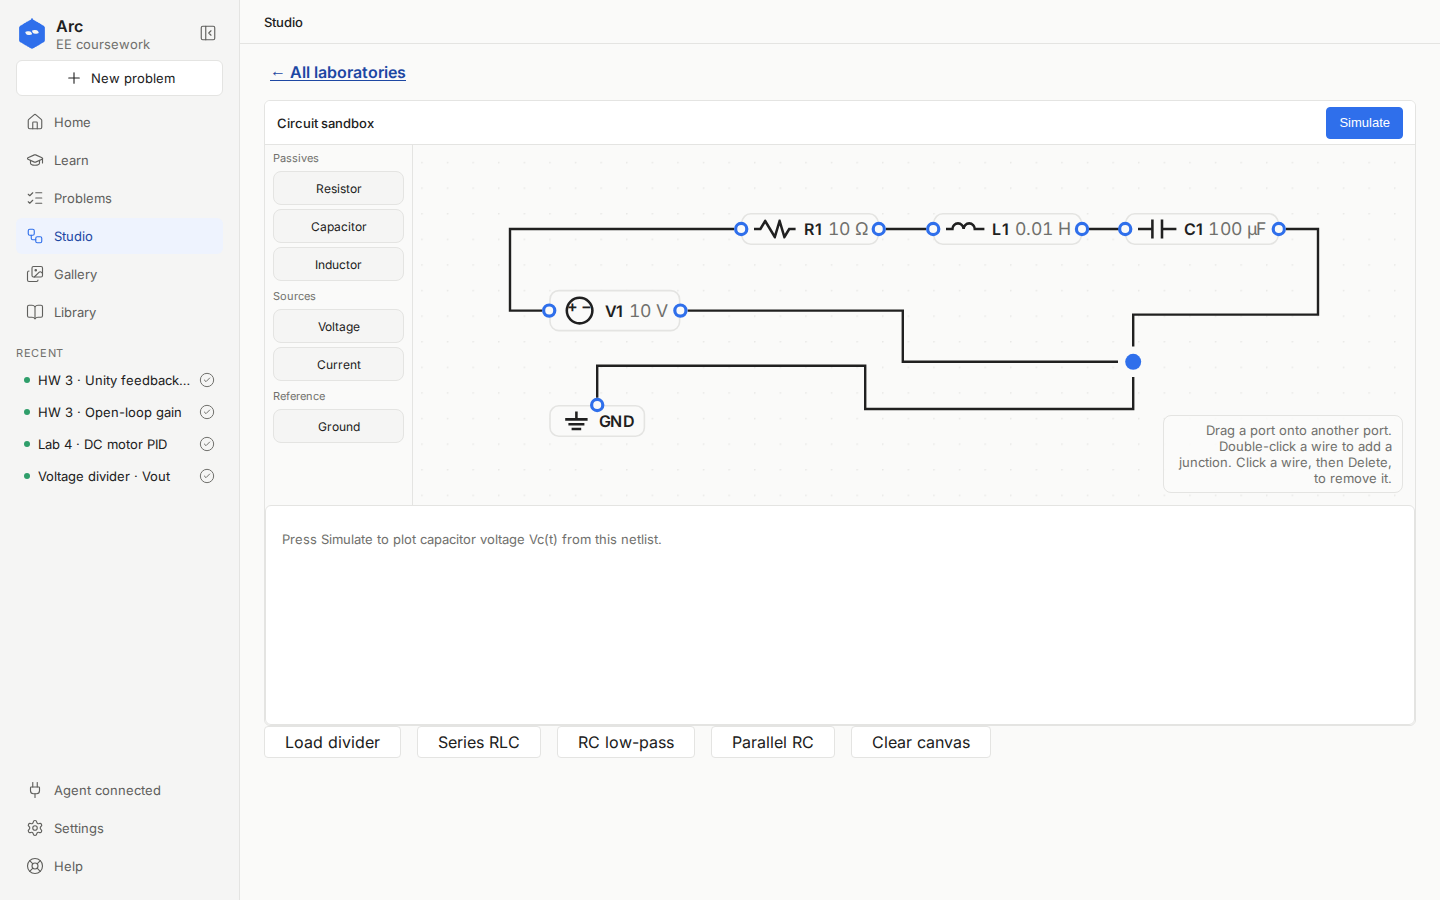 Arc
EE coursework
New problem
Home
Learn
Problems
Studio
Gallery
Library
RECENT
HW 3 · Unity feedback...
HW 3 · Open-loop gain
Lab 4 · DC motor PID
Voltage divider · Vout
Agent connected
Settings
Help
Studio
← All laboratories
Circuit sandbox
Simulate
Passives
Resistor
Capacitor
Inductor
Sources
Voltage
Current
Reference
Ground
R1 10 Ω
L1 0.01 H
C1 100 µF
V1 10 V
GND
Drag a port onto another port.
Double-click a wire to add a
junction. Click a wire, then Delete,
to remove it.
Press Simulate to plot capacitor voltage Vc(t) from this netlist.
Load divider
Series RLC
RC low-pass
Parallel RC
Clear canvas